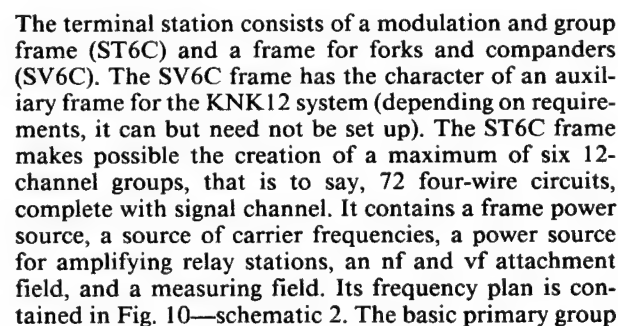 The terminal station consists of a modulation and group
frame (ST6C) and a frame for forks and companders
(SV6C). The SV6C frame has the character of an auxil-
iary frame for the KNK12 system (depending on require-
ments, it can but need not be set up). The ST6C frame
makes possible the creation of a maximum of six 12-
channel groups, that is to say, 72 four-wire circuits,
complete with signal channel. It contains a frame power
source, a source of carrier frequencies, a power source
for amplifying relay stations, an nf and vf attachment
field, and a measuring field. Its frequency plan is con-
tained in Fig. 10—schematic 2. The basic primary group